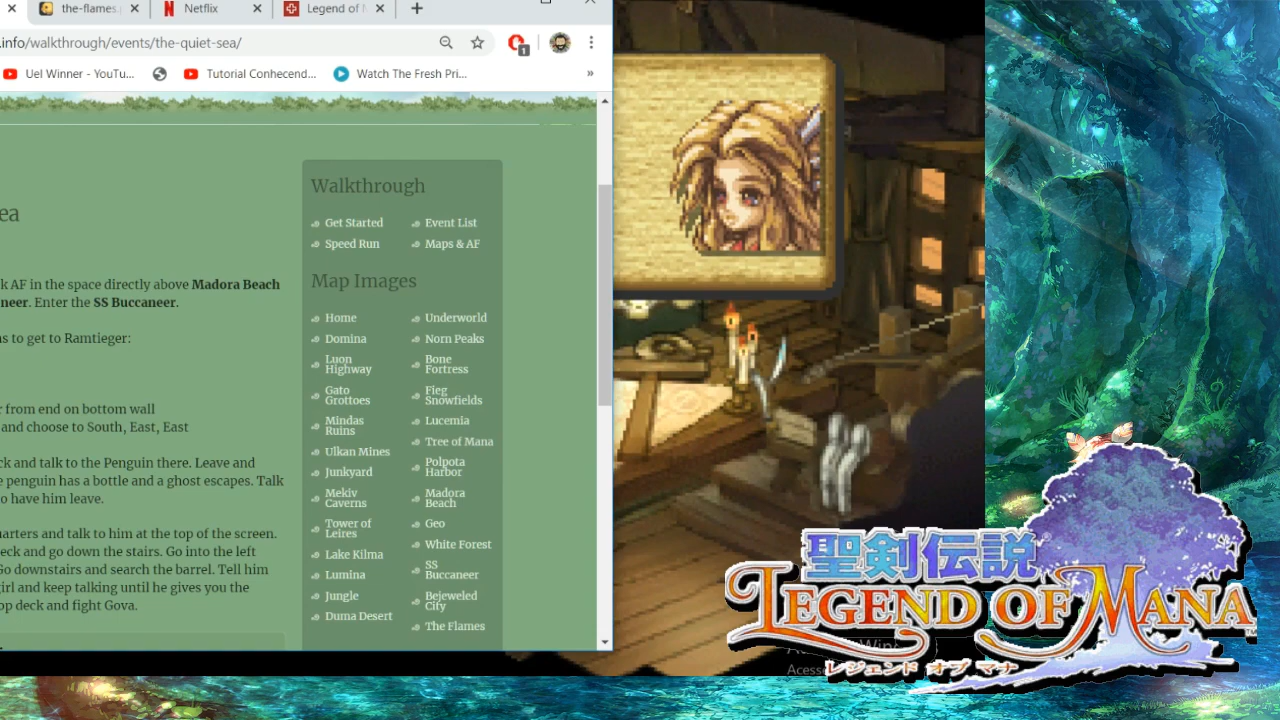 the-flames.
Netflix
Legend of M
1
.info/walkthrough/events/the-quiet-sea/
Uel Winner - YouTu...
Tutorial Conhecend...
Watch The Fresh Pri...
»
ea
k AF in the space directly above Madora Beach
neer. Enter the SS Buccaneer.
s to get to Ramtieger:
r from end on bottom wall
and choose to South, East, East
ck and talk to the Penguin there. Leave and
e penguin has a bottle and a ghost escapes. Talk
o have him leave.
uarters and talk to him at the top of the screen.
eck and go down the stairs. Go into the left
Go downstairs and search the barrel. Tell him
girl and keep talking until he gives you the
op deck and fight Gova.
Walkthrough
Get Started
Event List
Speed Run
Maps & AF
Map Images
Home
Underworld
Domina
Norn Peaks
Luon
Highway
Bone
Fortress
Gato
Grottoes
Fieg
Snowfields
Mindas
Ruins
Lucemia
Tree of Mana
Ulkan Mines
Polpota
Harbor
Junkyard
Mekiv
Caverns
Madora
Beach
Tower of
Leires
Geo
White Forest
Lake Kilma
SS
Buccaneer
Lumina
Jungle
Bejeweled
City
Duma Desert
The Flames
聖剣伝説
LEGEND OF MANA
TM
レジェンド オブ マナ
Acesse